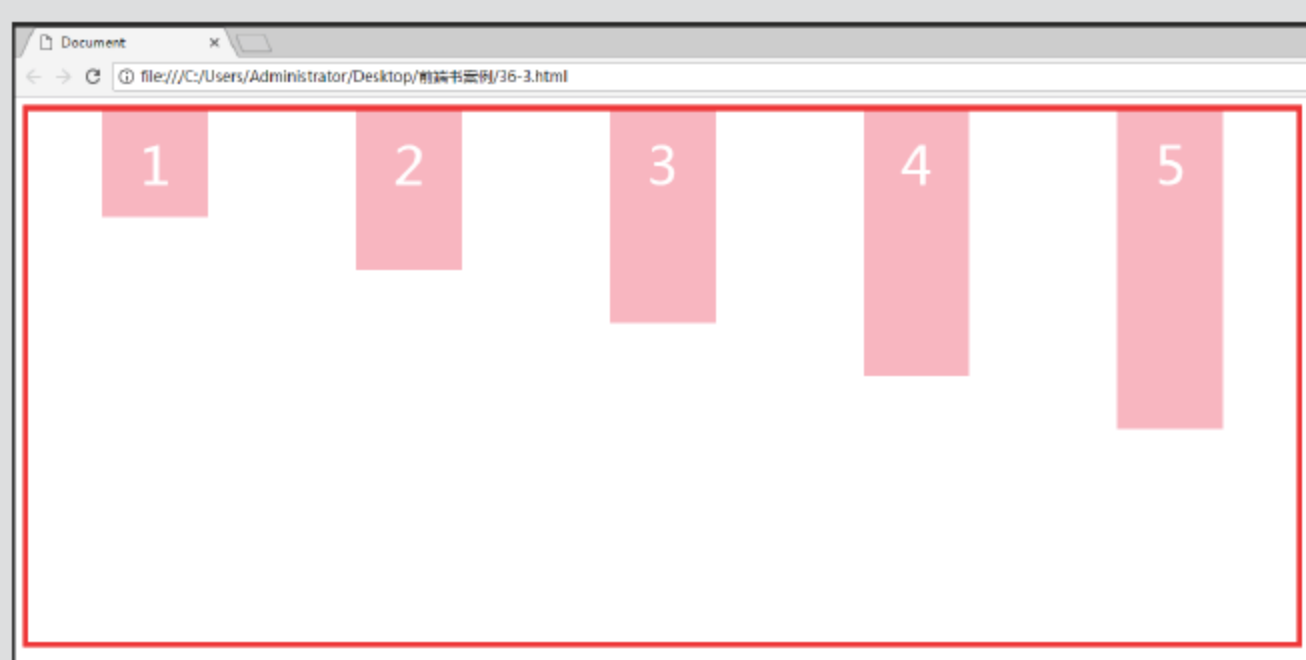 Document
file:///C:/Users/Administrator/Desktop/前端书案例/36-3.html
1 2 3 4 5